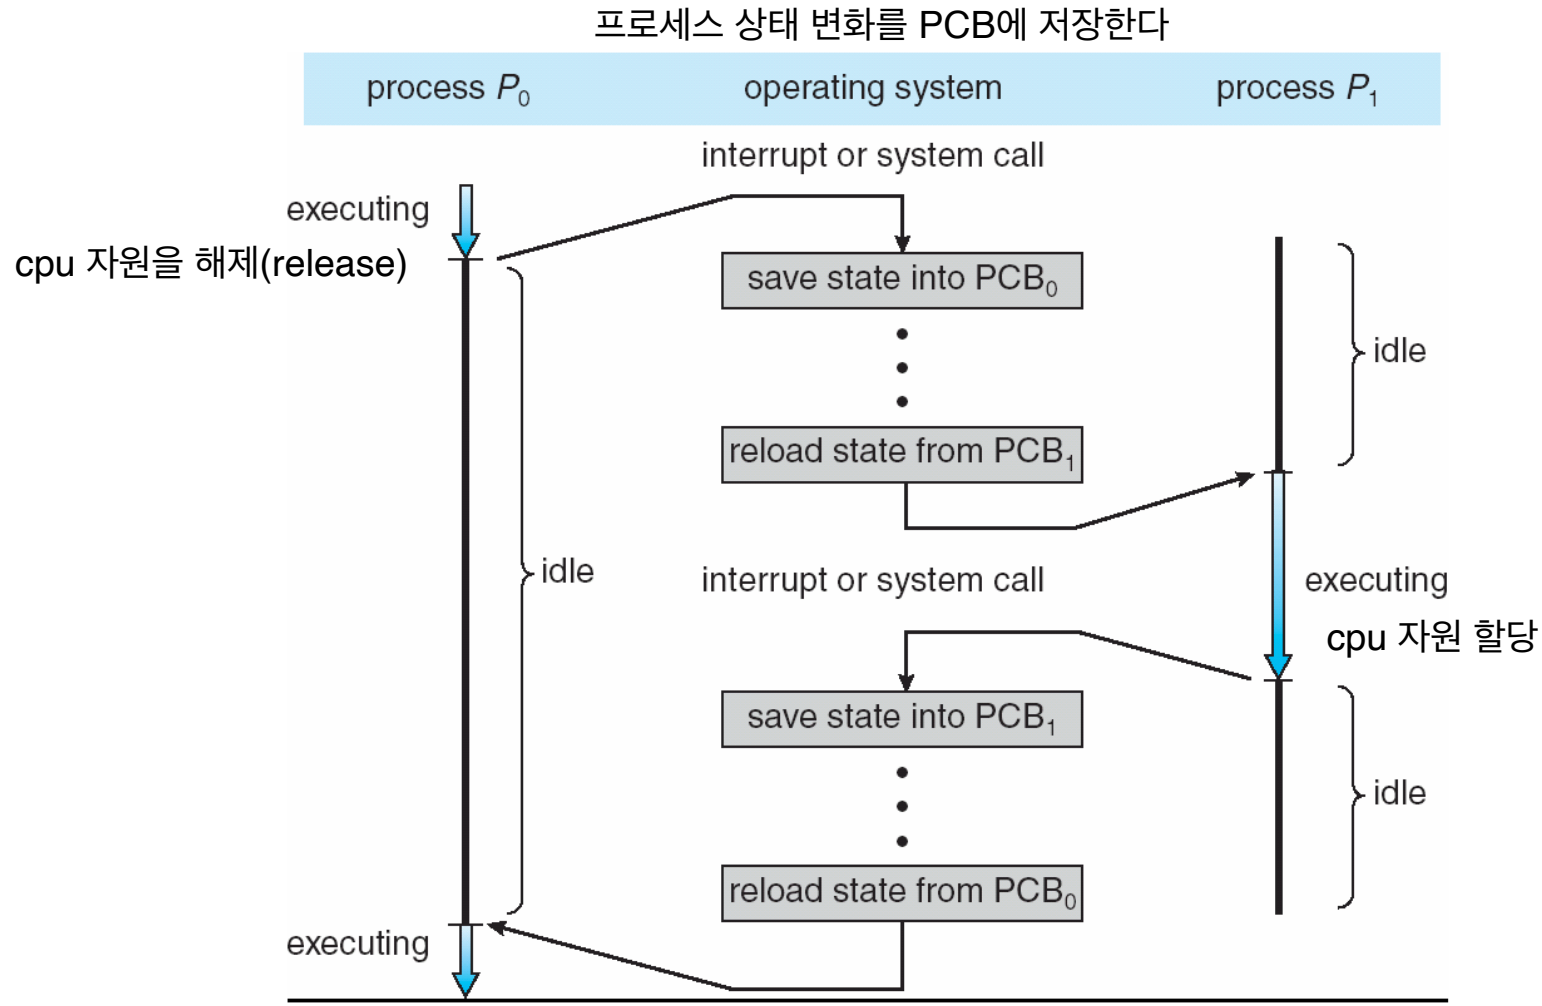 프로세스 상태 변화를 PCB에 저장한다
process P0 operating system process P1
interrupt or system call
executing
cpu 자원을 해제(release)
save state into PCB0
idle
reload state from PCB1
idle
interrupt or system call
executing
cpu 자원 할당
save state into PCB1
idle
reload state from PCB0
executing